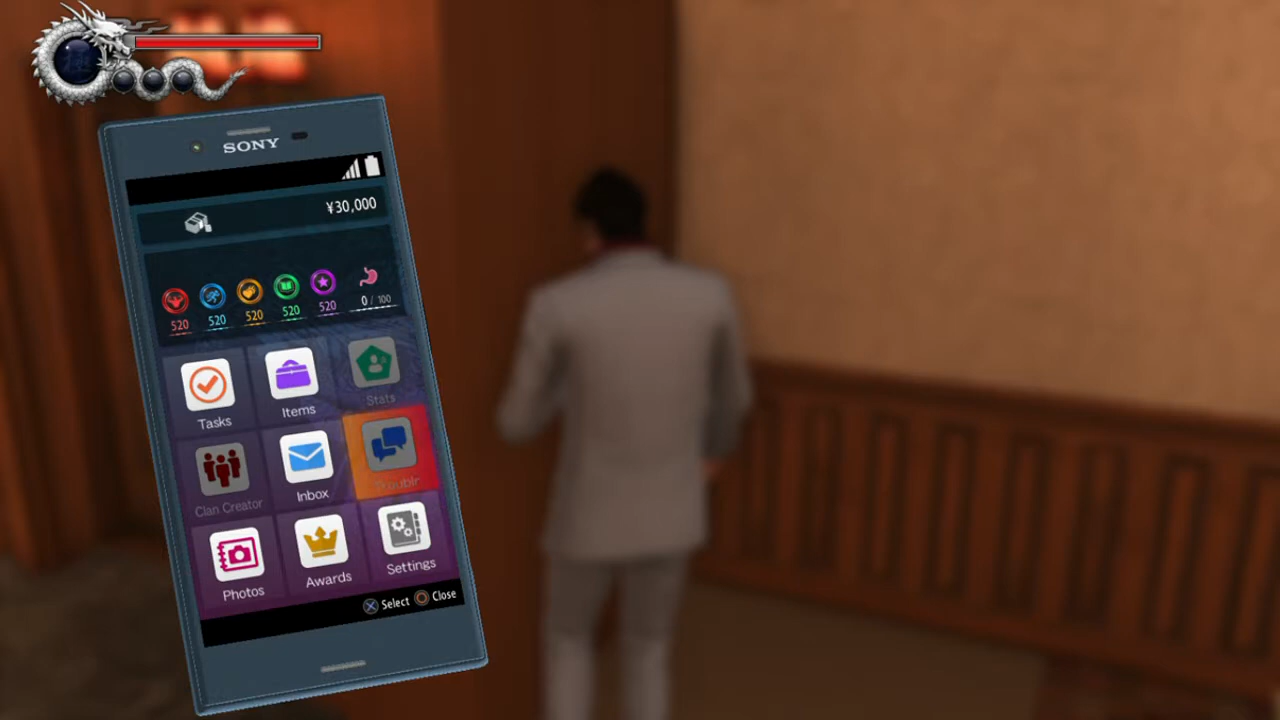 SONY
¥30,000
520 520 520 520 520 0 / 100
Tasks Items Stats
Clan Creator Inbox Troublr
Photos Awards Settings
Select Close